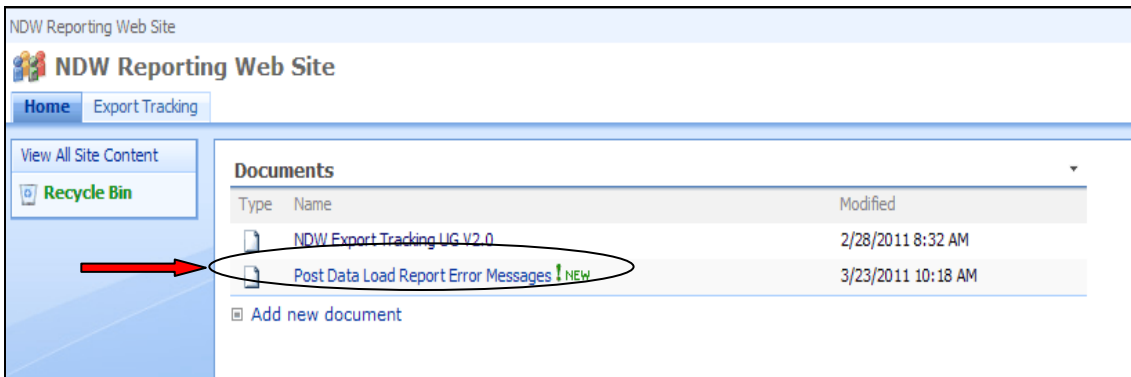 NDW Reporting Web Site
NDW Reporting Web Site
Home Export Tracking
View All Site Content
Recycle Bin
Documents
Type Name Modified
NDW Export Tracking UG V2.0 2/28/2011 8:32 AM
Post Data Load Report Error Messages ! NEW 3/23/2011 10:18 AM
Add new document